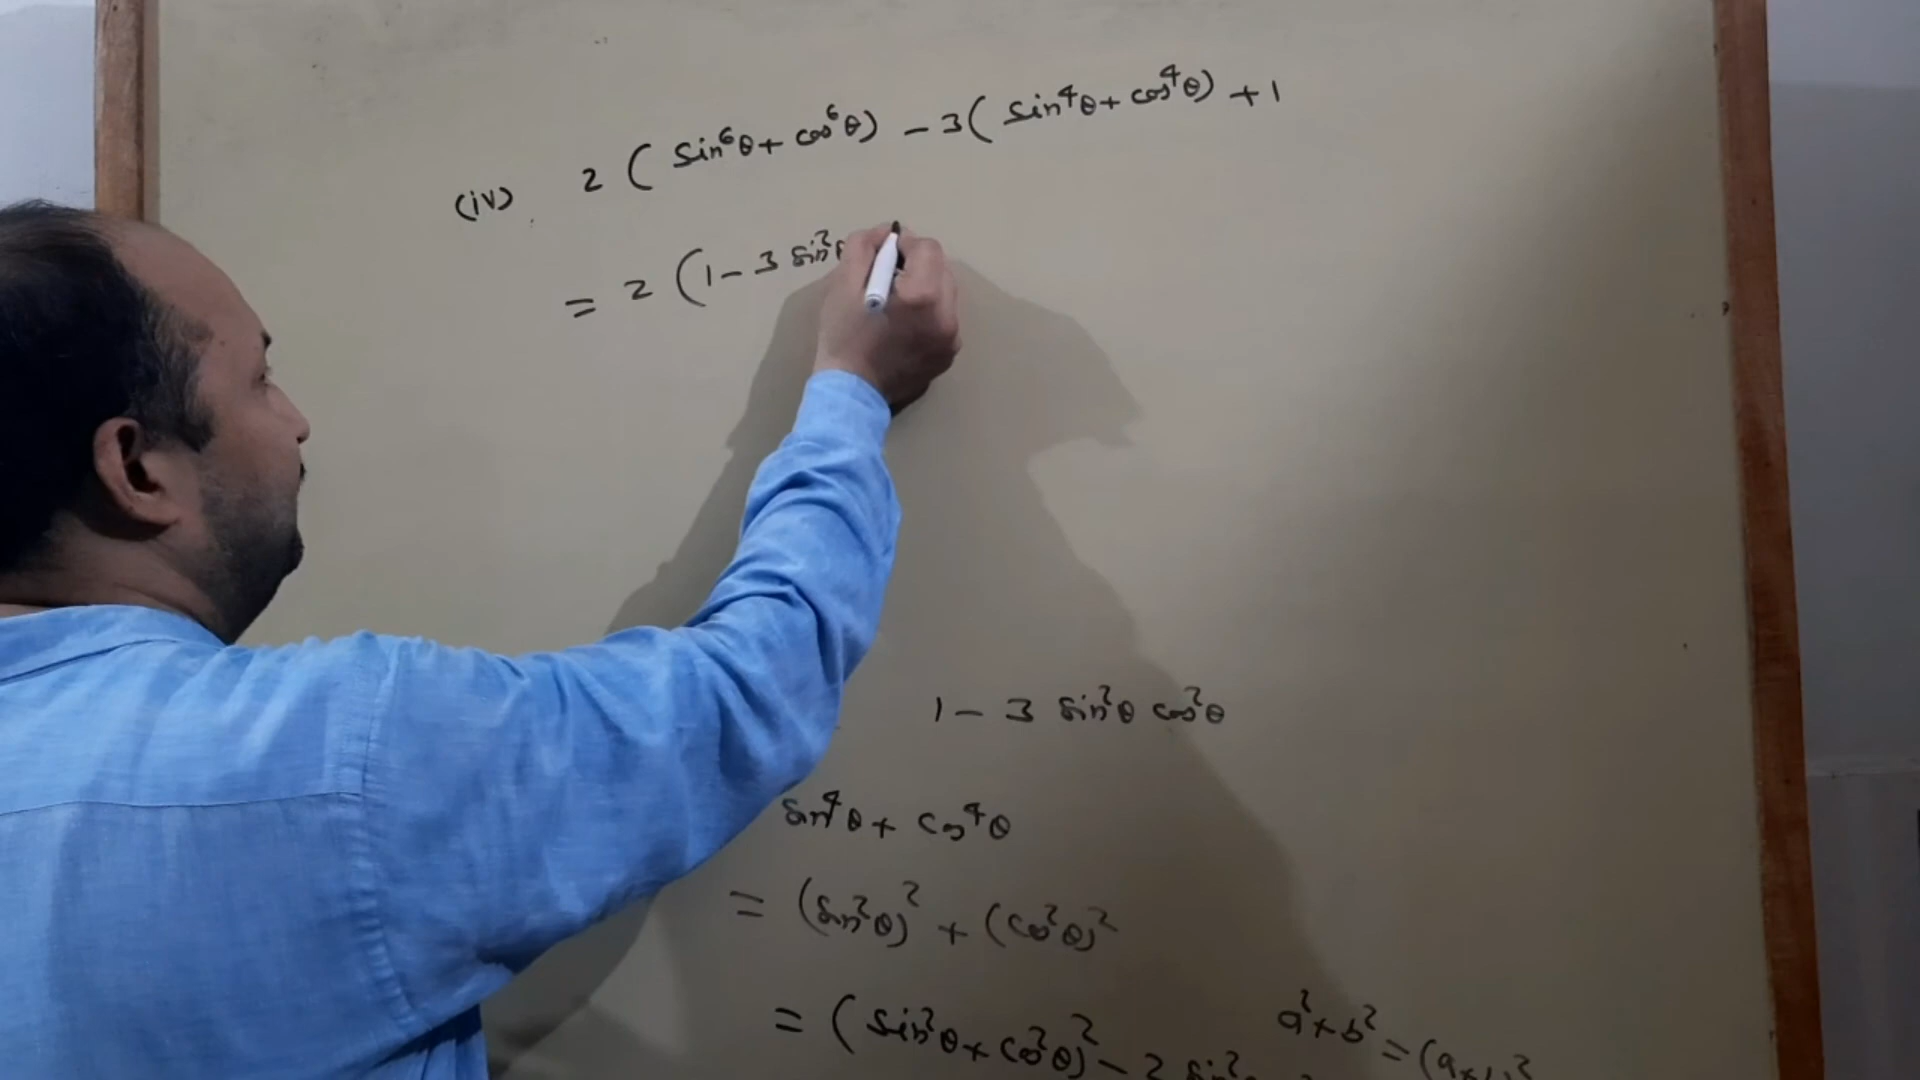 (iv) 2 ( sin⁶θ + cos⁶θ) - 3 ( sin⁴θ + cos⁴θ) + 1
= 2 ( 1 - 3 sin²
1 - 3 sin²θ cos²θ
sin⁴θ + cos⁴θ
= (sin²θ)² + (cos²θ)²
= (sin²θ + cos²θ)² - 2 sin²
a² + b² = (a +